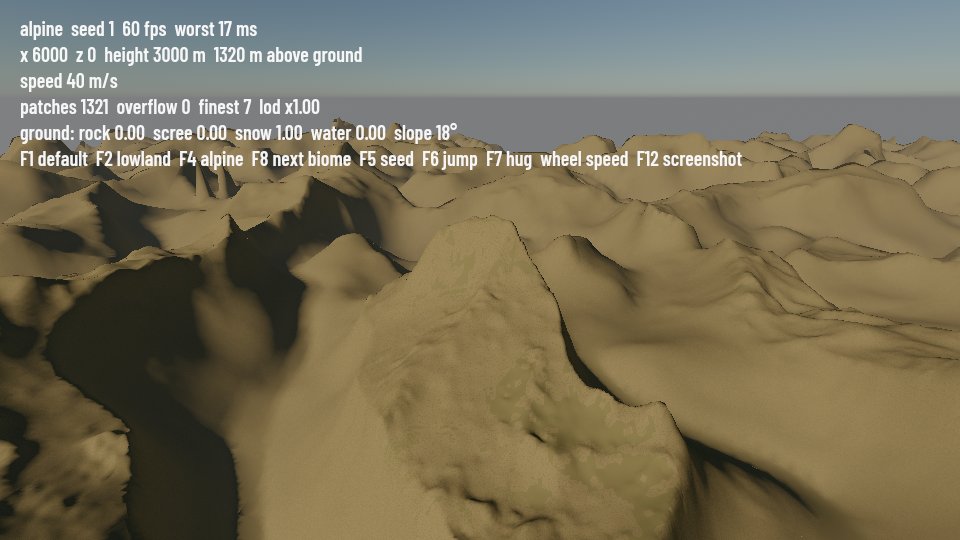 alpine  seed 1  60 fps  worst 17 ms
x 6000  z 0  height 3000 m  1320 m above ground
speed 40 m/s
patches 1321  overflow 0  finest 7  lod x1.00
ground: rock 0.00  scree 0.00  snow 1.00  water 0.00  slope 18°
F1 default  F2 lowland  F4 alpine  F8 next biome  F5 seed  F6 jump  F7 hug  wheel speed  F12 screenshot